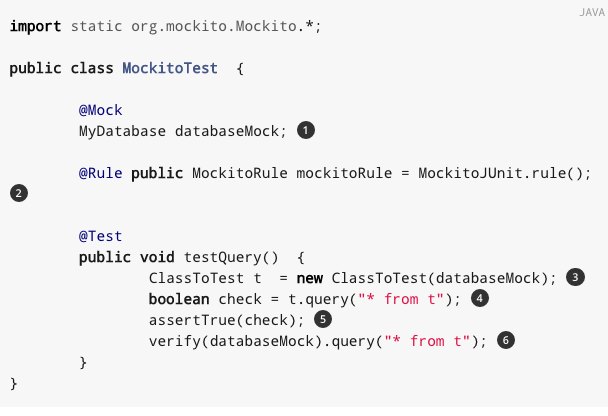 JAVA
import static org.mockito.Mockito.*;
public class MockitoTest  {
@Mock
MyDatabase databaseMock; 1
@Rule public MockitoRule mockitoRule = MockitoJUnit.rule();
2
@Test
public void testQuery()  {
ClassToTest t  = new ClassToTest(databaseMock); 3
boolean check = t.query("* from t"); 4
assertTrue(check); 5
verify(databaseMock).query("* from t"); 6
}
}